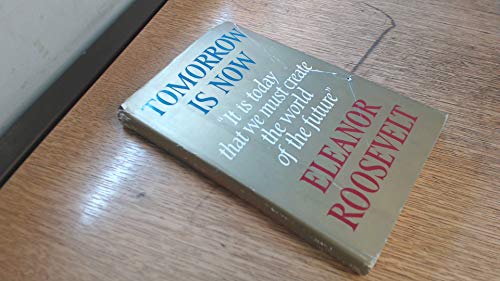 TOMORROW
IS NOW
"It is today
that we must create
the world
of the future"
ELEANOR
ROOSEVELT